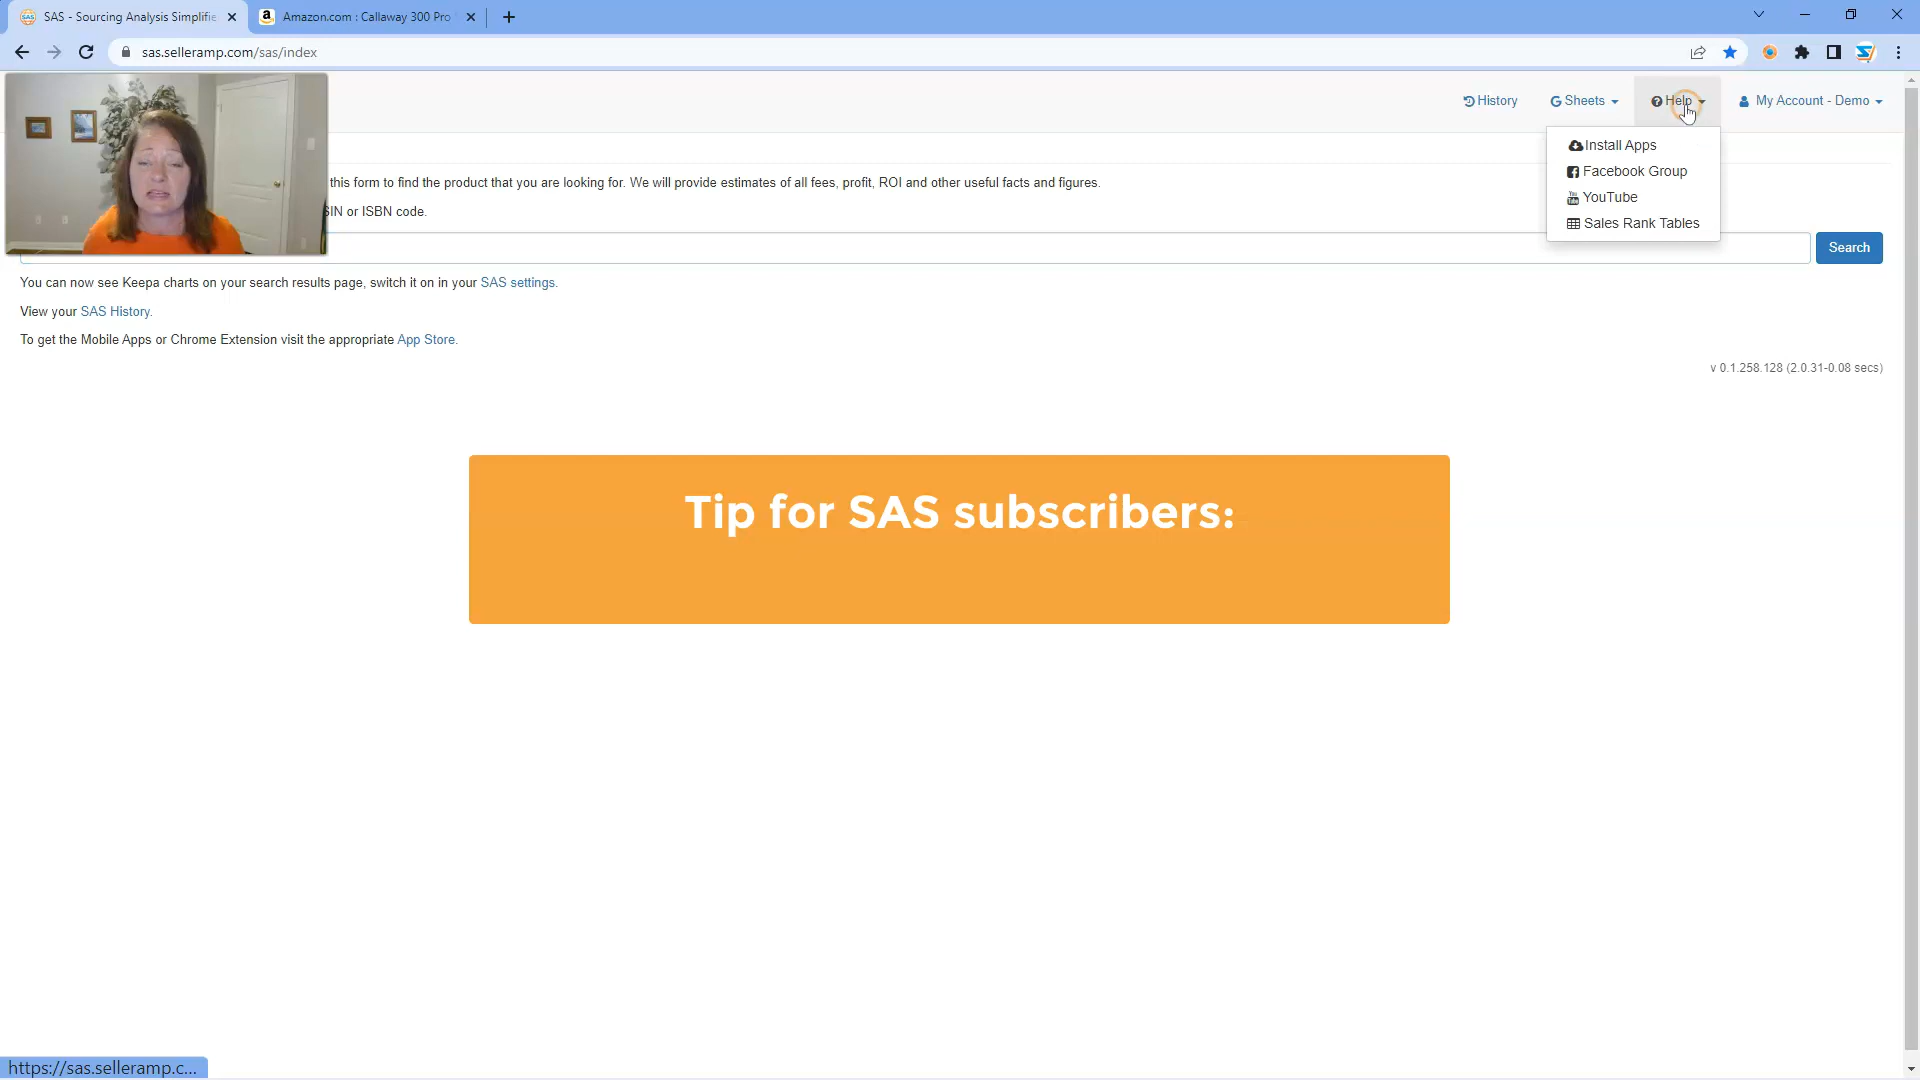 SAS - Sourcing Analysis Simplifie
Amazon.com : Callaway 300 Pro
sas.selleramp.com/sas/index
History
Sheets
Help
My Account - Demo
Install Apps
Facebook Group
YouTube
Sales Rank Tables
this form to find the product that you are looking for. We will provide estimates of all fees, profit, ROI and other useful facts and figures.
SIN or ISBN code.
Search
You can now see Keepa charts on your search results page, switch it on in your SAS settings.
View your SAS History.
To get the Mobile Apps or Chrome Extension visit the appropriate App Store.
v 0.1.258.128 (2.0.31-0.08 secs)
Tip for SAS subscribers:
https://sas.selleramp.c...